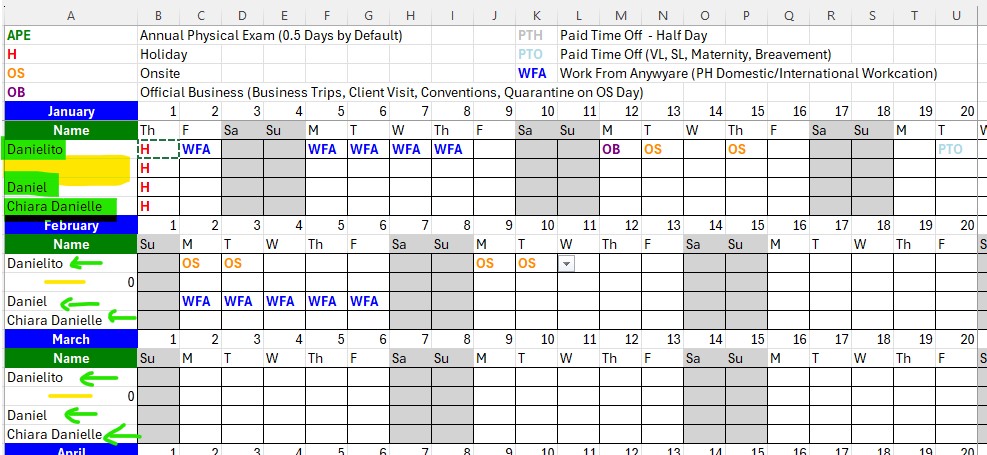 A B C D E F G H I J K L M N O P Q R S T U
APE Annual Physical Exam (0.5 Days by Default) PTH Paid Time Off - Half Day
H Holiday PTO Paid Time Off (VL, SL, Maternity, Breavement)
OS Onsite WFA Work From Anywyare (PH Domestic/International Workcation)
OB Official Business (Business Trips, Client Visit, Conventions, Quarantine on OS Day)
January 1 2 3 4 5 6 7 8 9 10 11 12 13 14 15 16 17 18 19 20
Name Th F Sa Su M T W Th F Sa Su M T W Th F Sa Su M T W
Danielito H WFA WFA WFA WFA WFA OB OS OS PTO
H
Daniel H
Chiara Danielle H
February 1 2 3 4 5 6 7 8 9 10 11 12 13 14 15 16 17 18 19 20
Name Su M T W Th F Sa Su M T W Th F Sa Su M T W Th F S
Danielito OS OS OS OS
0
Daniel WFA WFA WFA WFA WFA
Chiara Danielle
March 1 2 3 4 5 6 7 8 9 10 11 12 13 14 15 16 17 18 19 20
Name Su M T W Th F Sa Su M T W Th F Sa Su M T W Th F S
Danielito
0
Daniel
Chiara Danielle
April 1 2 3 4 5 6 7 8 9 10 11 12 13 14 15 16 17 18 19 20